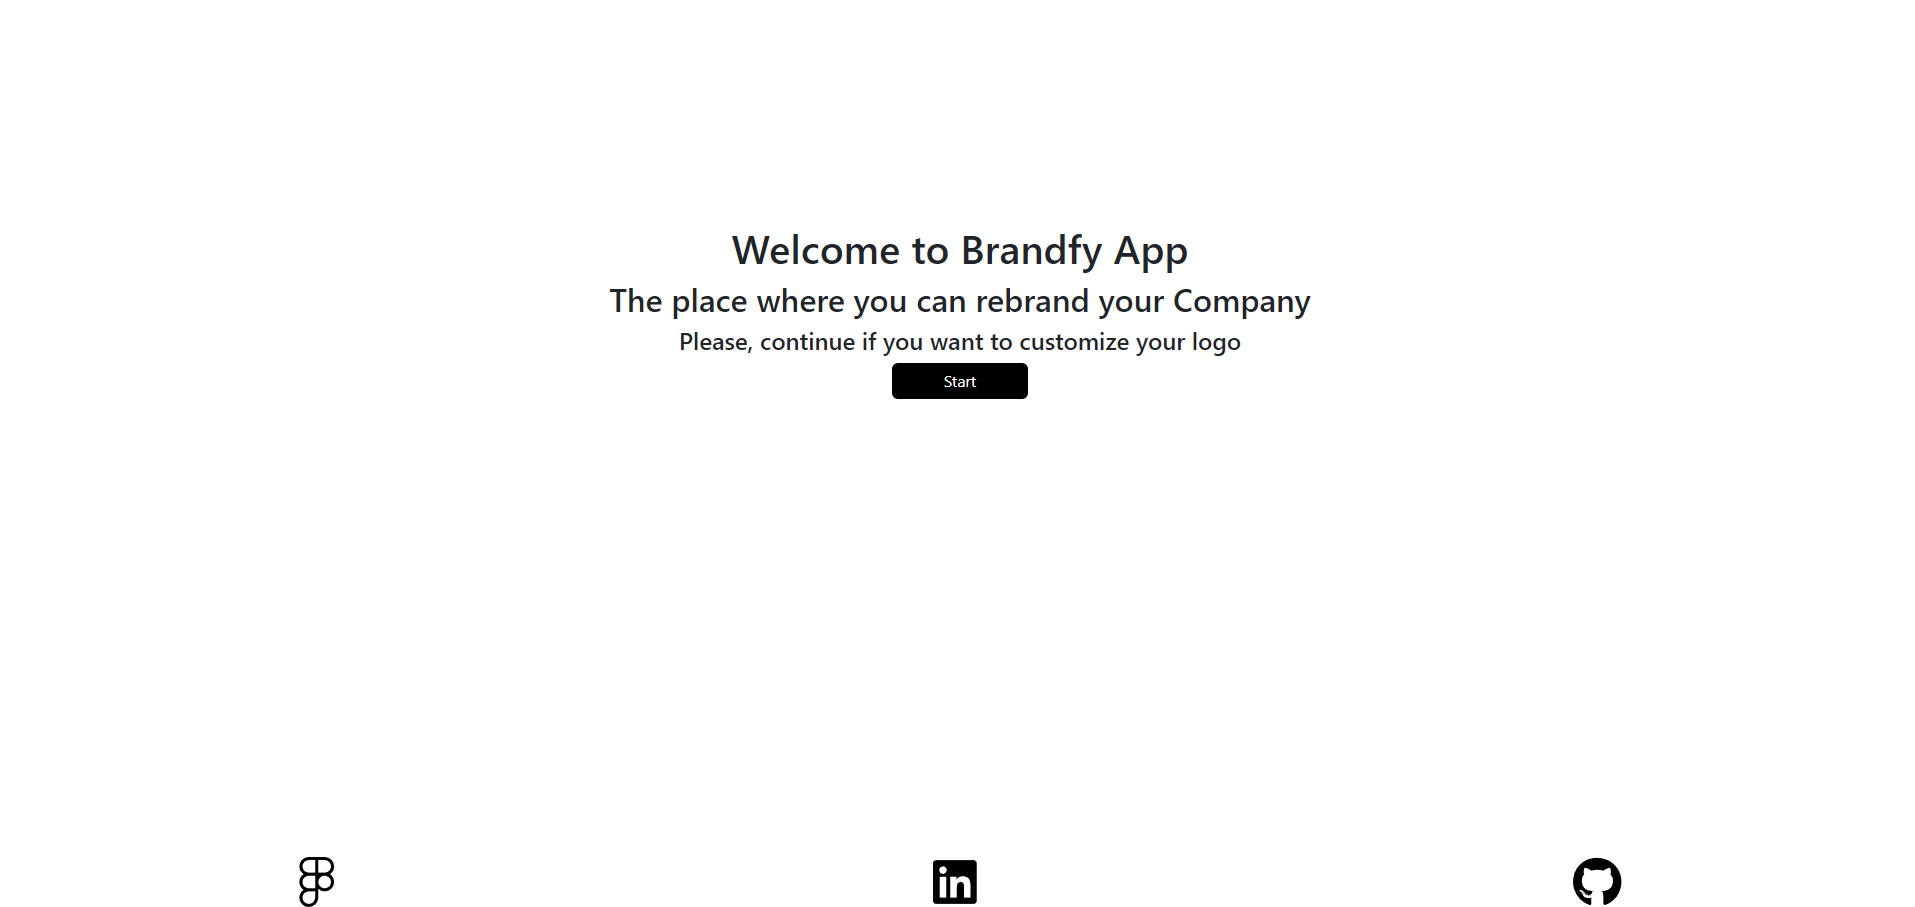 Welcome to Brandfy App
The place where you can rebrand your Company
Please, continue if you want to customize your logo
Start
in